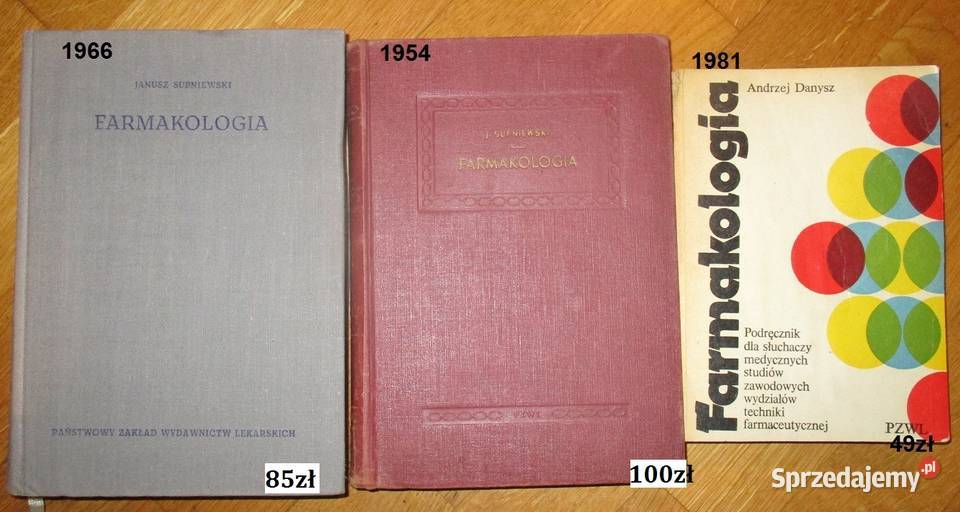 1966
JANUSZ SUPNIEWSKI
FARMAKOLOGIA
PAŃSTWOWY ZAKŁAD WYDAWNICTW LEKARSKICH
85zł
1954
J. SUPNIEWSKI
FARMAKOLOGIA
PZWL
100zł
1981
Andrzej Danysz
Farmakologia
Podręcznik
dla słuchaczy
medycznych
studiów
zawodowych
wydziałów
techniki
farmaceutycznej
PZWL
49zł
Sprzedajemy.pl